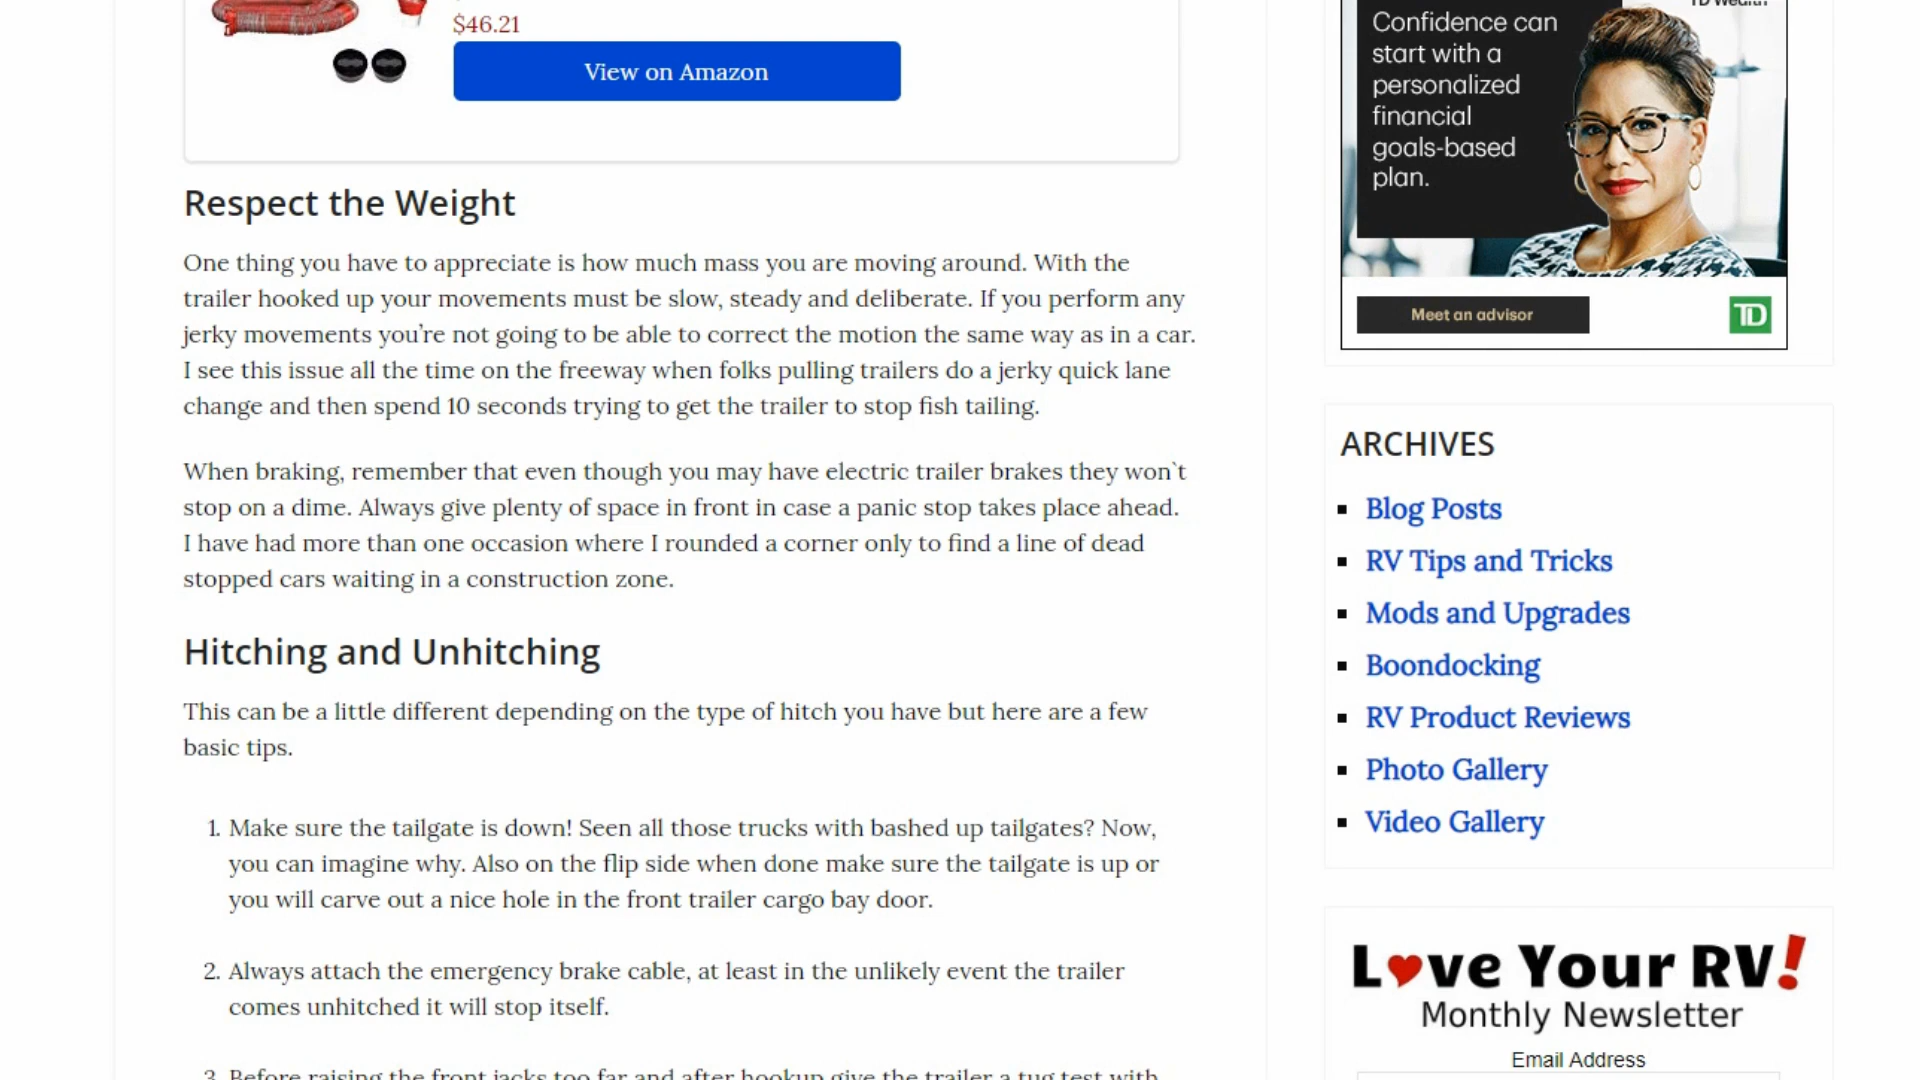 $46.21
View on Amazon
Respect the Weight
One thing you have to appreciate is how much mass you are moving around. With the
trailer hooked up your movements must be slow, steady and deliberate. If you perform any
jerky movements you’re not going to be able to correct the motion the same way as in a car.
I see this issue all the time on the freeway when folks pulling trailers do a jerky quick lane
change and then spend 10 seconds trying to get the trailer to stop fish tailing.
When braking, remember that even though you may have electric trailer brakes they won`t
stop on a dime. Always give plenty of space in front in case a panic stop takes place ahead.
I have had more than one occasion where I rounded a corner only to find a line of dead
stopped cars waiting in a construction zone.
Hitching and Unhitching
This can be a little different depending on the type of hitch you have but here are a few
basic tips.
1. Make sure the tailgate is down! Seen all those trucks with bashed up tailgates? Now,
you can imagine why. Also on the flip side when done make sure the tailgate is up or
you will carve out a nice hole in the front trailer cargo bay door.
2. Always attach the emergency brake cable, at least in the unlikely event the trailer
comes unhitched it will stop itself.
3. Before raising the front jacks too far and after hookup give the trailer a tug test with
TD Wealth
Confidence can
start with a
personalized
financial
goals-based
plan.
Meet an advisor
TD
ARCHIVES
Blog Posts
RV Tips and Tricks
Mods and Upgrades
Boondocking
RV Product Reviews
Photo Gallery
Video Gallery
Love Your RV!
Monthly Newsletter
Email Address